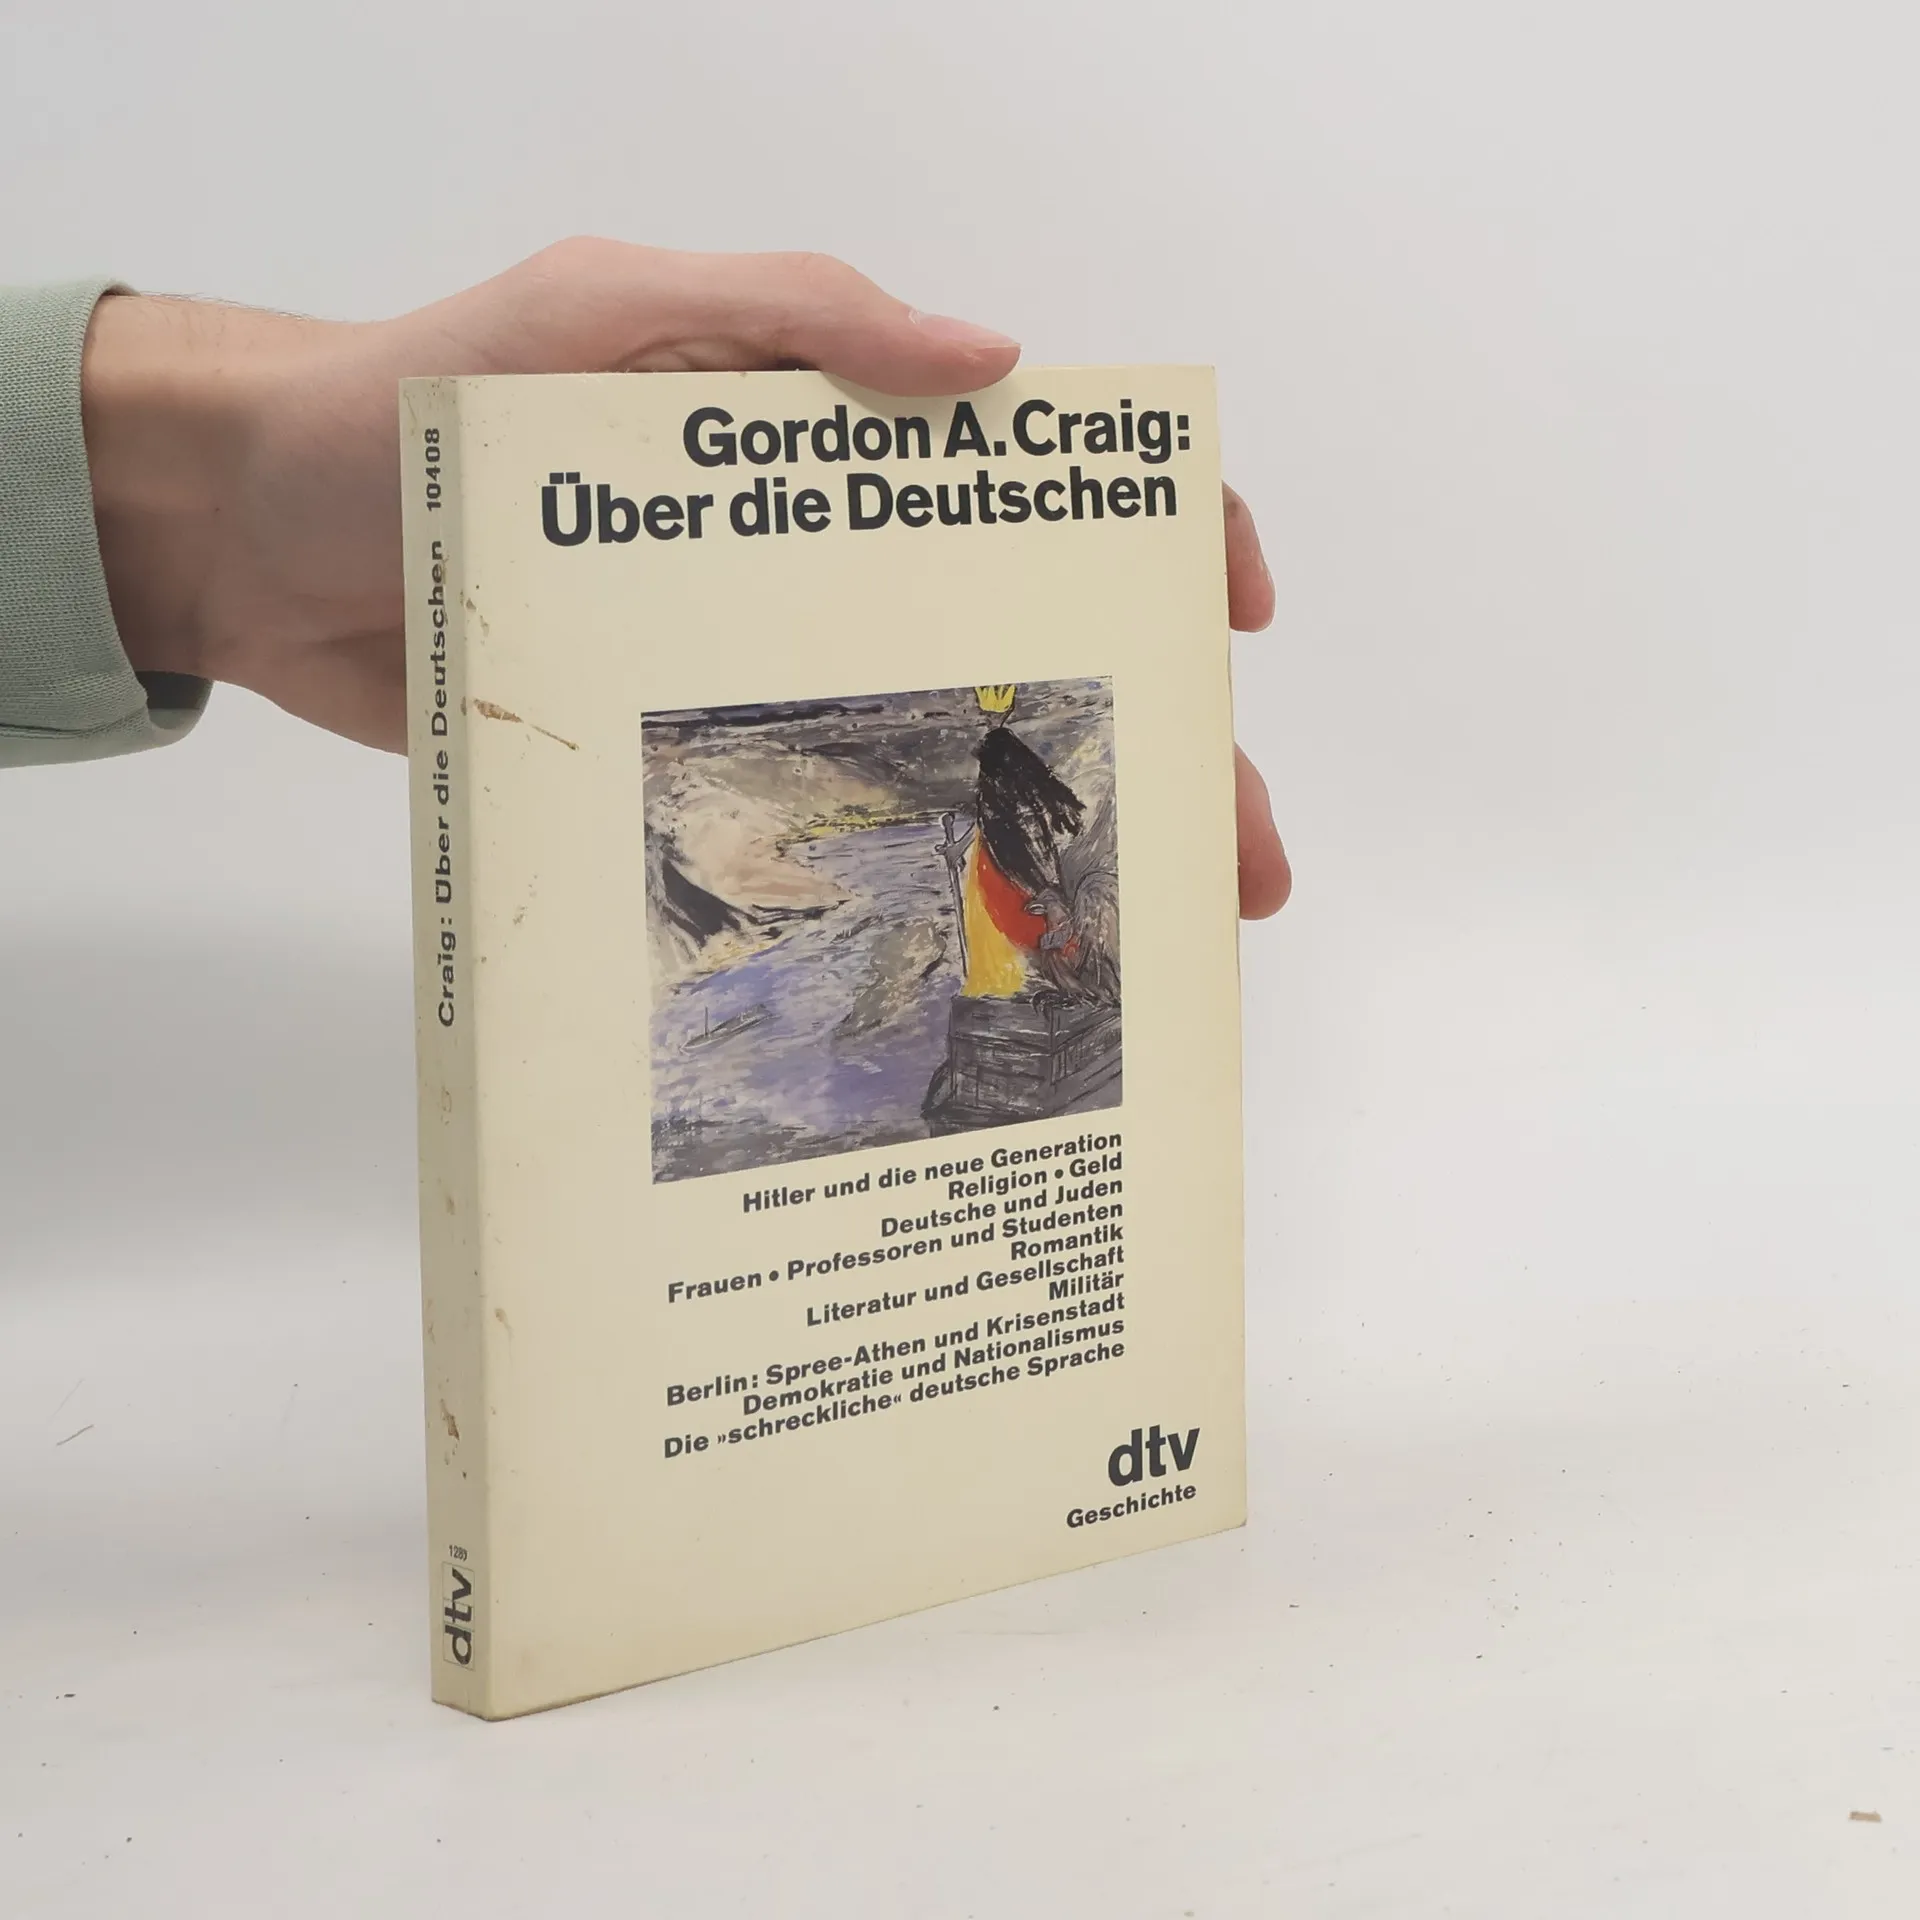 Gordon A. Craig:
Über die Deutschen
Hitler und die neue Generation
Religion • Geld
Deutsche und Juden
Frauen • Professoren und Studenten
Romantik
Literatur und Gesellschaft
Militär
Berlin: Spree-Athen und Krisenstadt
Demokratie und Nationalismus
Die »schreckliche« deutsche Sprache
dtv
Geschichte
Craig: Über die Deutschen 10408
1289
dtv